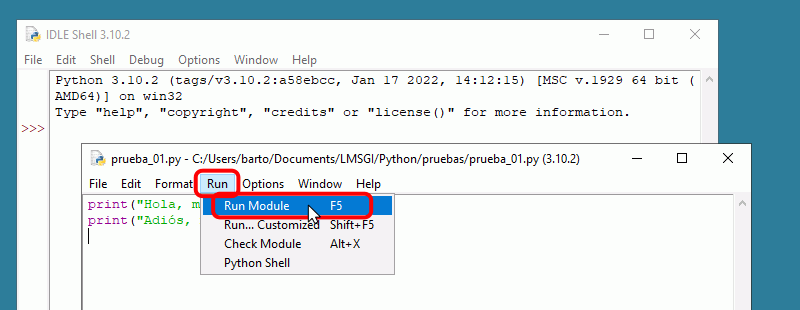 IDLE Shell 3.10.2
File Edit Shell Debug Options Window Help
Python 3.10.2 (tags/v3.10.2:a58ebcc, Jan 17 2022, 14:12:15) [MSC v.1929 64 bit (
AMD64)] on win32
Type "help", "copyright", "credits" or "license()" for more information.
>>>
prueba_01.py - C:/Users/barto/Documents/LMSGI/Python/pruebas/prueba_01.py (3.10.2)
File Edit Format Run Options Window Help
print("Hola, m
print("Adiós,
Run Module F5
Run... Customized Shift+F5
Check Module Alt+X
Python Shell